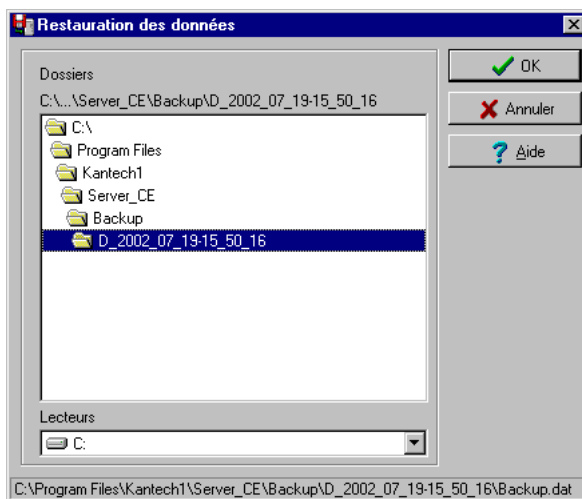 Restauration des données
Dossiers
C:\...\Server_CE\Backup\D_2002_07_19-15_50_16
C:\
Program Files
Kantech1
Server_CE
Backup
D_2002_07_19-15_50_16
Lecteurs
C:
OK
Annuler
Aide
C:\Program Files\Kantech1\Server_CE\Backup\D_2002_07_19-15_50_16\Backup.dat